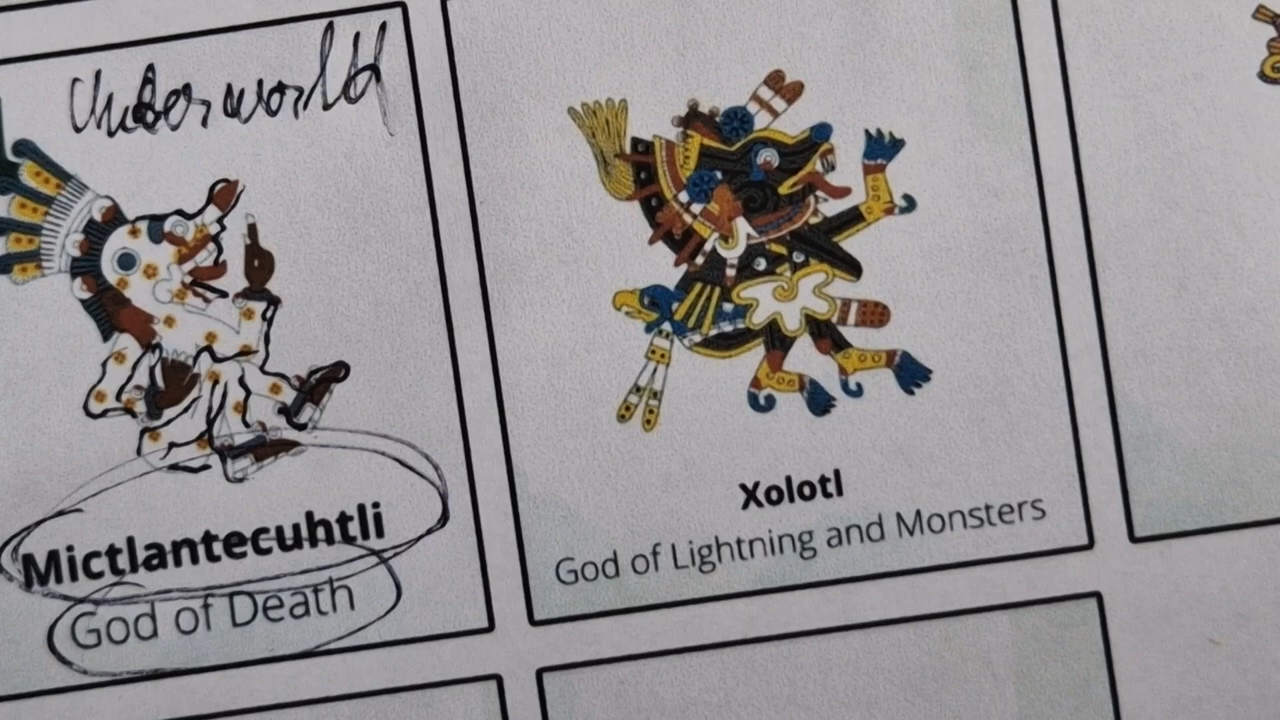 Underworld
Mictlantecuhtli
God of Death
Xolotl
God of Lightning and Monsters